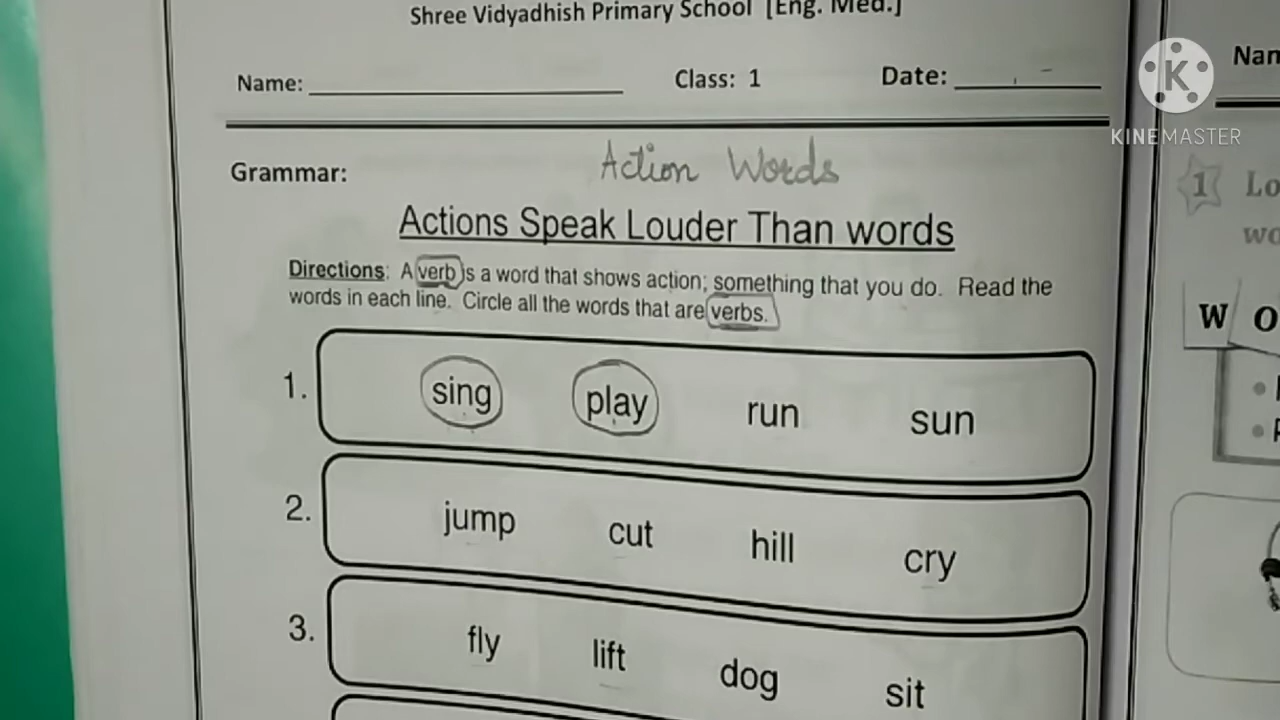 Shree Vidyadhish Primary School [Eng. Med.]
Name: Class: 1 Date:
Grammar: Action Words
Actions Speak Louder Than words
Directions: A verb is a word that shows action; something that you do. Read the
words in each line. Circle all the words that are verbs.
1. sing play run sun
2. jump cut hill cry
3. fly lift dog sit
K
KINEMASTER
1
W O